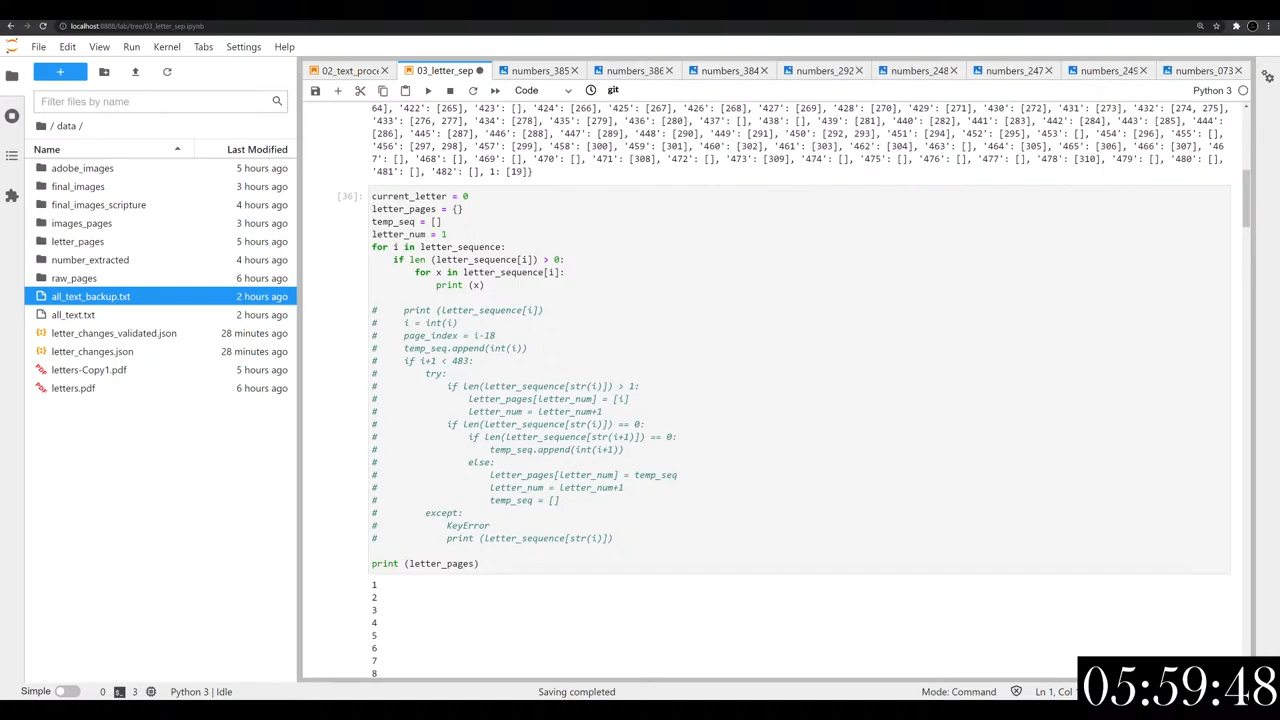 localhost:8888/lab/tree/03_letter_sep.ipynb
File Edit View Run Kernel Tabs Settings Help
02_text_proce
03_letter_sep
numbers_385
numbers_386
numbers_384
numbers_292
numbers_248
numbers_247
numbers_249
numbers_073
Filter files by name
Code
git
Python 3
/ data /
Name Last Modified
adobe_images 5 hours ago
final_images 3 hours ago
final_images_scripture 4 hours ago
images_pages 3 hours ago
letter_pages 5 hours ago
number_extracted 4 hours ago
raw_pages 6 hours ago
all_text_backup.txt 2 hours ago
all_text.txt 2 hours ago
letter_changes_validated.json 28 minutes ago
letter_changes.json 28 minutes ago
letters-Copy1.pdf 5 hours ago
letters.pdf 6 hours ago
64], '422': [265], '423': [], '424': [266], '425': [267], '426': [268], '427': [269], '428': [270], '429': [271], '430': [272], '431': [273], '432': [274, 275],
'433': [276, 277], '434': [278], '435': [279], '436': [280], '437': [], '438': [], '439': [281], '440': [282], '441': [283], '442': [284], '443': [285], '444':
[286], '445': [287], '446': [288], '447': [289], '448': [290], '449': [291], '450': [292, 293], '451': [294], '452': [295], '453': [], '454': [296], '455': [],
'456': [297, 298], '457': [299], '458': [300], '459': [301], '460': [302], '461': [303], '462': [304], '463': [], '464': [305], '465': [306], '466': [307], '46
7': [], '468': [], '469': [], '470': [], '471': [308], '472': [], '473': [309], '474': [], '475': [], '476': [], '477': [], '478': [310], '479': [], '480': [],
'481': [], '482': [], 1: [19]}
[36]:
current_letter = 0
letter_pages = {}
temp_seq = []
letter_num = 1
for i in letter_sequence:
    if len (letter_sequence[i]) > 0:
        for x in letter_sequence[i]:
            print (x)
#     print (letter_sequence[i])
#     i = int(i)
#     page_index = i-18
#     temp_seq.append(int(i))
#     if i+1 < 483:
#         try:
#             if len(letter_sequence[str(i)]) > 1:
#                 letter_pages[letter_num] = [i]
#                 letter_num = letter_num+1
#             if len(letter_sequence[str(i)]) == 0:
#                 if len(letter_sequence[str(i+1)]) == 0:
#                     temp_seq.append(int(i+1))
#                 else:
#                     letter_pages[letter_num] = temp_seq
#                     letter_num = letter_num+1
#                     temp_seq = []
#         except:
#             KeyError
#             print (letter_sequence[str(i)])
print (letter_pages)
1
2
3
4
5
6
7
8
Simple 0 3 Python 3 | Idle Saving completed Mode: Command Ln 1, Col
05:59:48